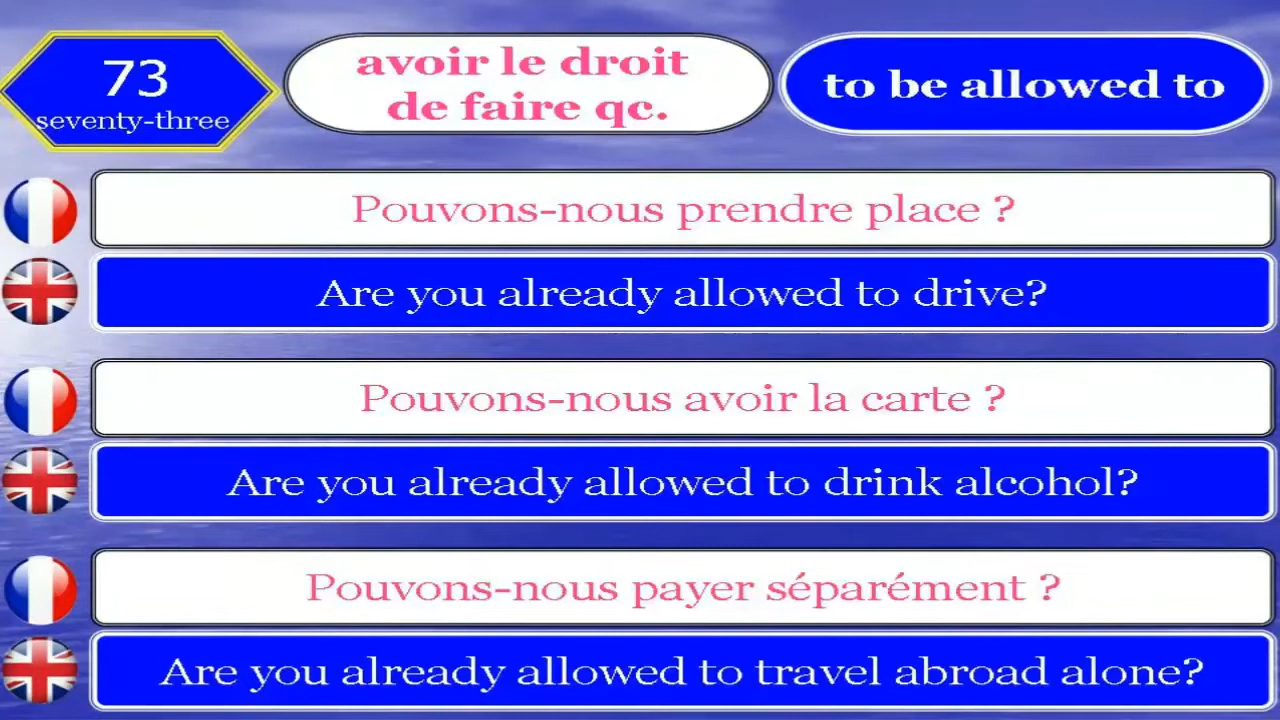 73
seventy-three
avoir le droit
de faire qc.
to be allowed to
Pouvons-nous prendre place ?
Are you already allowed to drive?
Pouvons-nous avoir la carte ?
Are you already allowed to drink alcohol?
Pouvons-nous payer séparément ?
Are you already allowed to travel abroad alone?